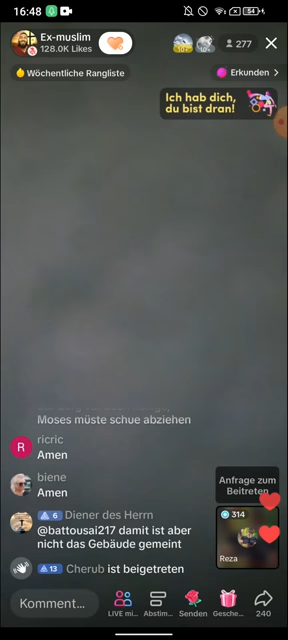 16:48
54
Ex-muslim
128.0K Likes
277
Wöchentliche Rangliste
Erkunden
Ich hab dich,
du bist dran!
Moses müste schue abziehen
ricric
Amen
biene
Amen
6 Diener des Herrn
@battousai217 damit ist aber
nicht das Gebäude gemeint
13 Cherub ist beigetreten
Anfrage zum
Beitreten
314
Reza
Komment...
LIVE mi...
Abstim...
Senden
Gesche...
240